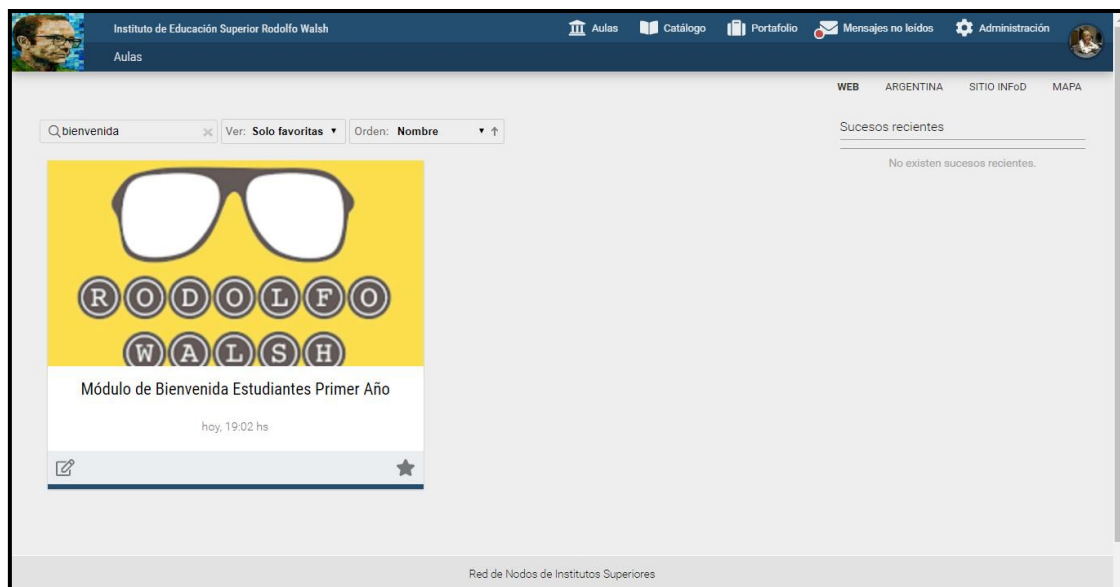 Instituto de Educación Superior Rodolfo Walsh
Aulas
Catálogo
Portafolio
Mensajes no leídos
Administración
Aulas
WEB
ARGENTINA
SITIO INFoD
MAPA
bienvenida
Ver: Solo favoritas
Orden: Nombre
Sucesos recientes
No existen sucesos recientes.
RODOLFO
WALSH
Módulo de Bienvenida Estudiantes Primer Año
hoy, 19:02 hs
Red de Nodos de Institutos Superiores